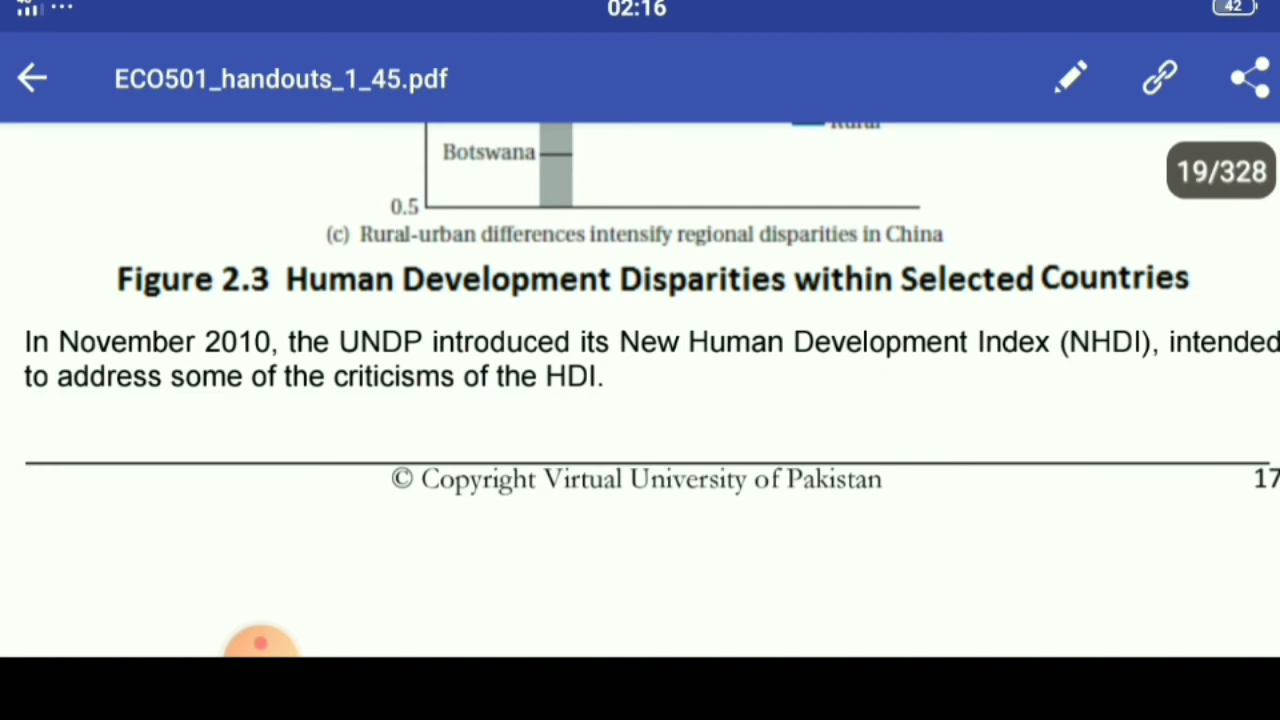 02:16
42
ECO501_handouts_1_45.pdf
Rural
Botswana
19/328
0.5
(c) Rural-urban differences intensify regional disparities in China
Figure 2.3 Human Development Disparities within Selected Countries
In November 2010, the UNDP introduced its New Human Development Index (NHDI), intended
to address some of the criticisms of the HDI.
© Copyright Virtual University of Pakistan
17